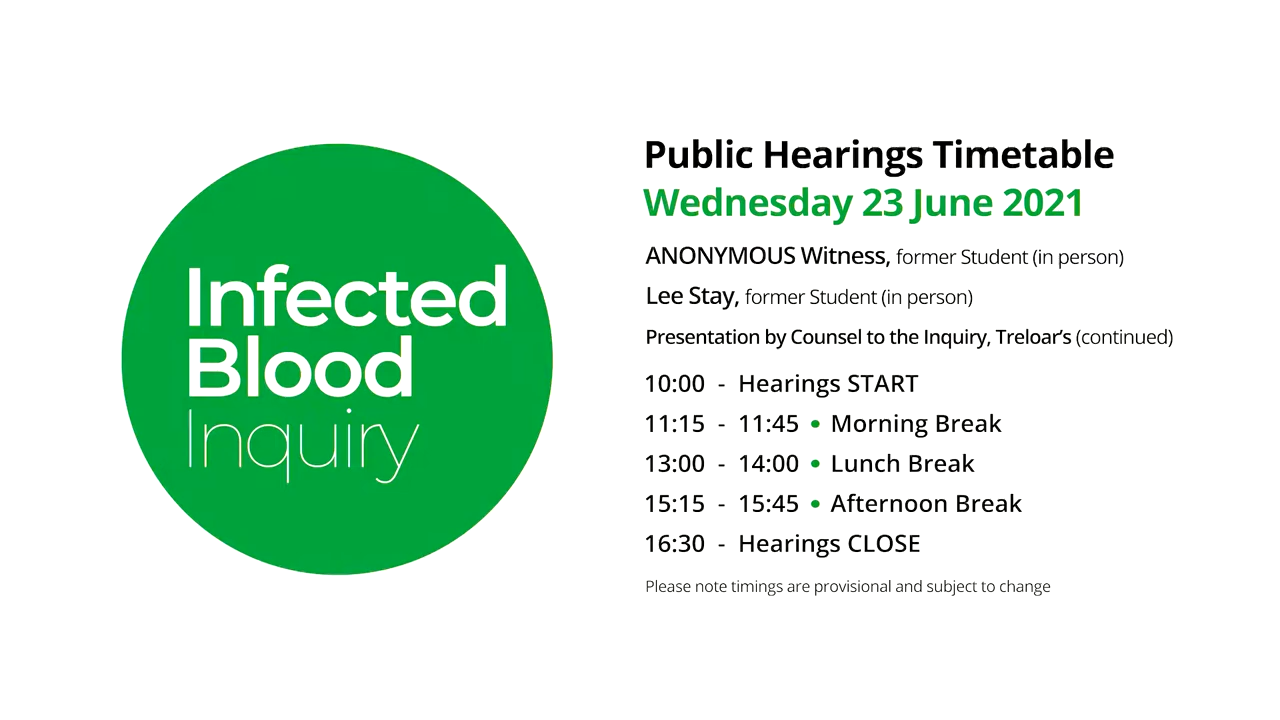 Infected
Blood
Inquiry
Public Hearings Timetable
Wednesday 23 June 2021
ANONYMOUS Witness, former Student (in person)
Lee Stay, former Student (in person)
Presentation by Counsel to the Inquiry, Treloar’s (continued)
10:00 - Hearings START
11:15 - 11:45 • Morning Break
13:00 - 14:00 • Lunch Break
15:15 - 15:45 • Afternoon Break
16:30 - Hearings CLOSE
Please note timings are provisional and subject to change